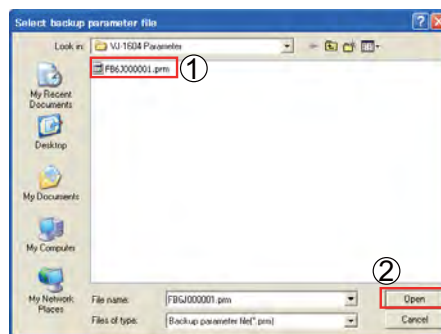 Select backup parameter file
Look in: VJ-1604 Parameter
FB6J000001.prm ①
My Recent
Documents
Desktop
My Documents
My Computer
②
My Network
Places
File name: FB6J000001.prm Open
Files of type: Backup parameter file(*.prm) Cancel